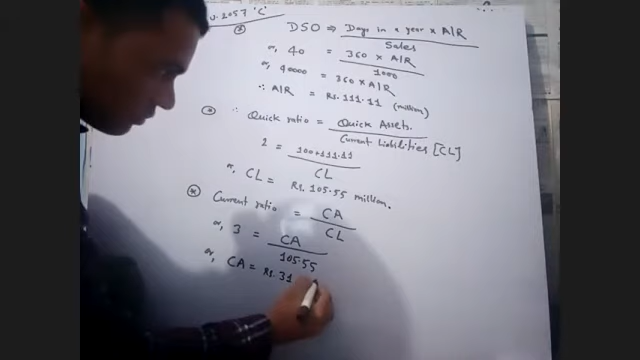 v. 2057 'C'
* DSO ⇒ Days in a year × A/R / Sales
or, 40 = 360 × A/R / 1000
or, 40000 = 360 × A/R
∴ A/R = Rs. 111.11 (million)
* ∵ Quick ratio = Quick Assets. / Current Liabilities [CL]
2 = 100+111.11 / CL
or, CL = Rs. 105.55 million.
* Current ratio = CA / CL
or, 3 = CA / 105.55
or, CA = Rs. 31